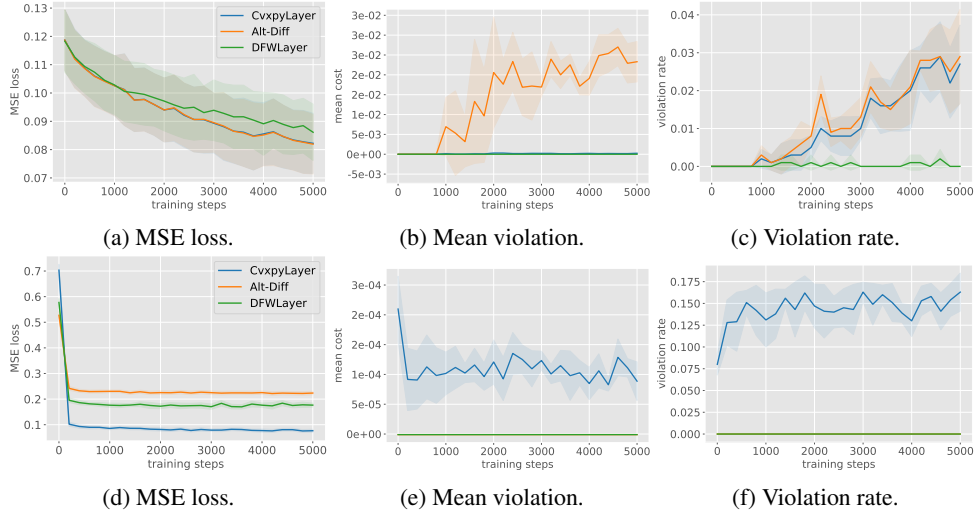 0.13
0.12
0.11
0.10
0.09
0.08
0.07
MSE loss
CvxpyLayer
Alt-Diff
DFWLayer
0 1000 2000 3000 4000 5000
training steps
3e-02
3e-02
2e-02
2e-02
1e-02
5e-03
0e+00
-5e-03
mean cost
0 1000 2000 3000 4000 5000
training steps
0.04
0.03
0.02
0.01
0.00
violation rate
0 1000 2000 3000 4000 5000
training steps
(a) MSE loss.
(b) Mean violation.
(c) Violation rate.
0.7
0.6
0.5
0.4
0.3
0.2
0.1
MSE loss
CvxpyLayer
Alt-Diff
DFWLayer
0 1000 2000 3000 4000 5000
training steps
3e-04
2e-04
2e-04
1e-04
5e-05
0e+00
mean cost
0 1000 2000 3000 4000 5000
training steps
0.175
0.150
0.125
0.100
0.075
0.050
0.025
0.000
violation rate
0 1000 2000 3000 4000 5000
training steps
(d) MSE loss.
(e) Mean violation.
(f) Violation rate.